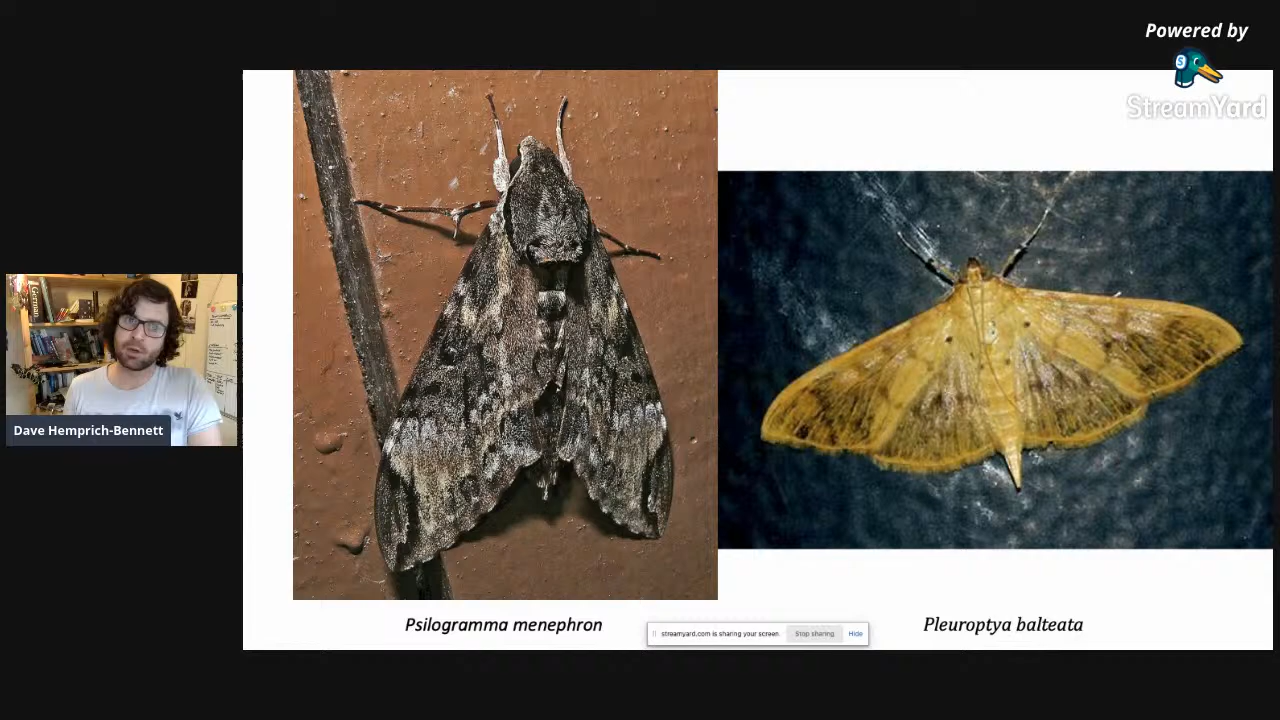 Powered by
StreamYard
German
Dave Hemprich-Bennett
Psilogramma menephron
streamyard.com is sharing your screen.
Stop sharing
Hide
Pleuroptya balteata